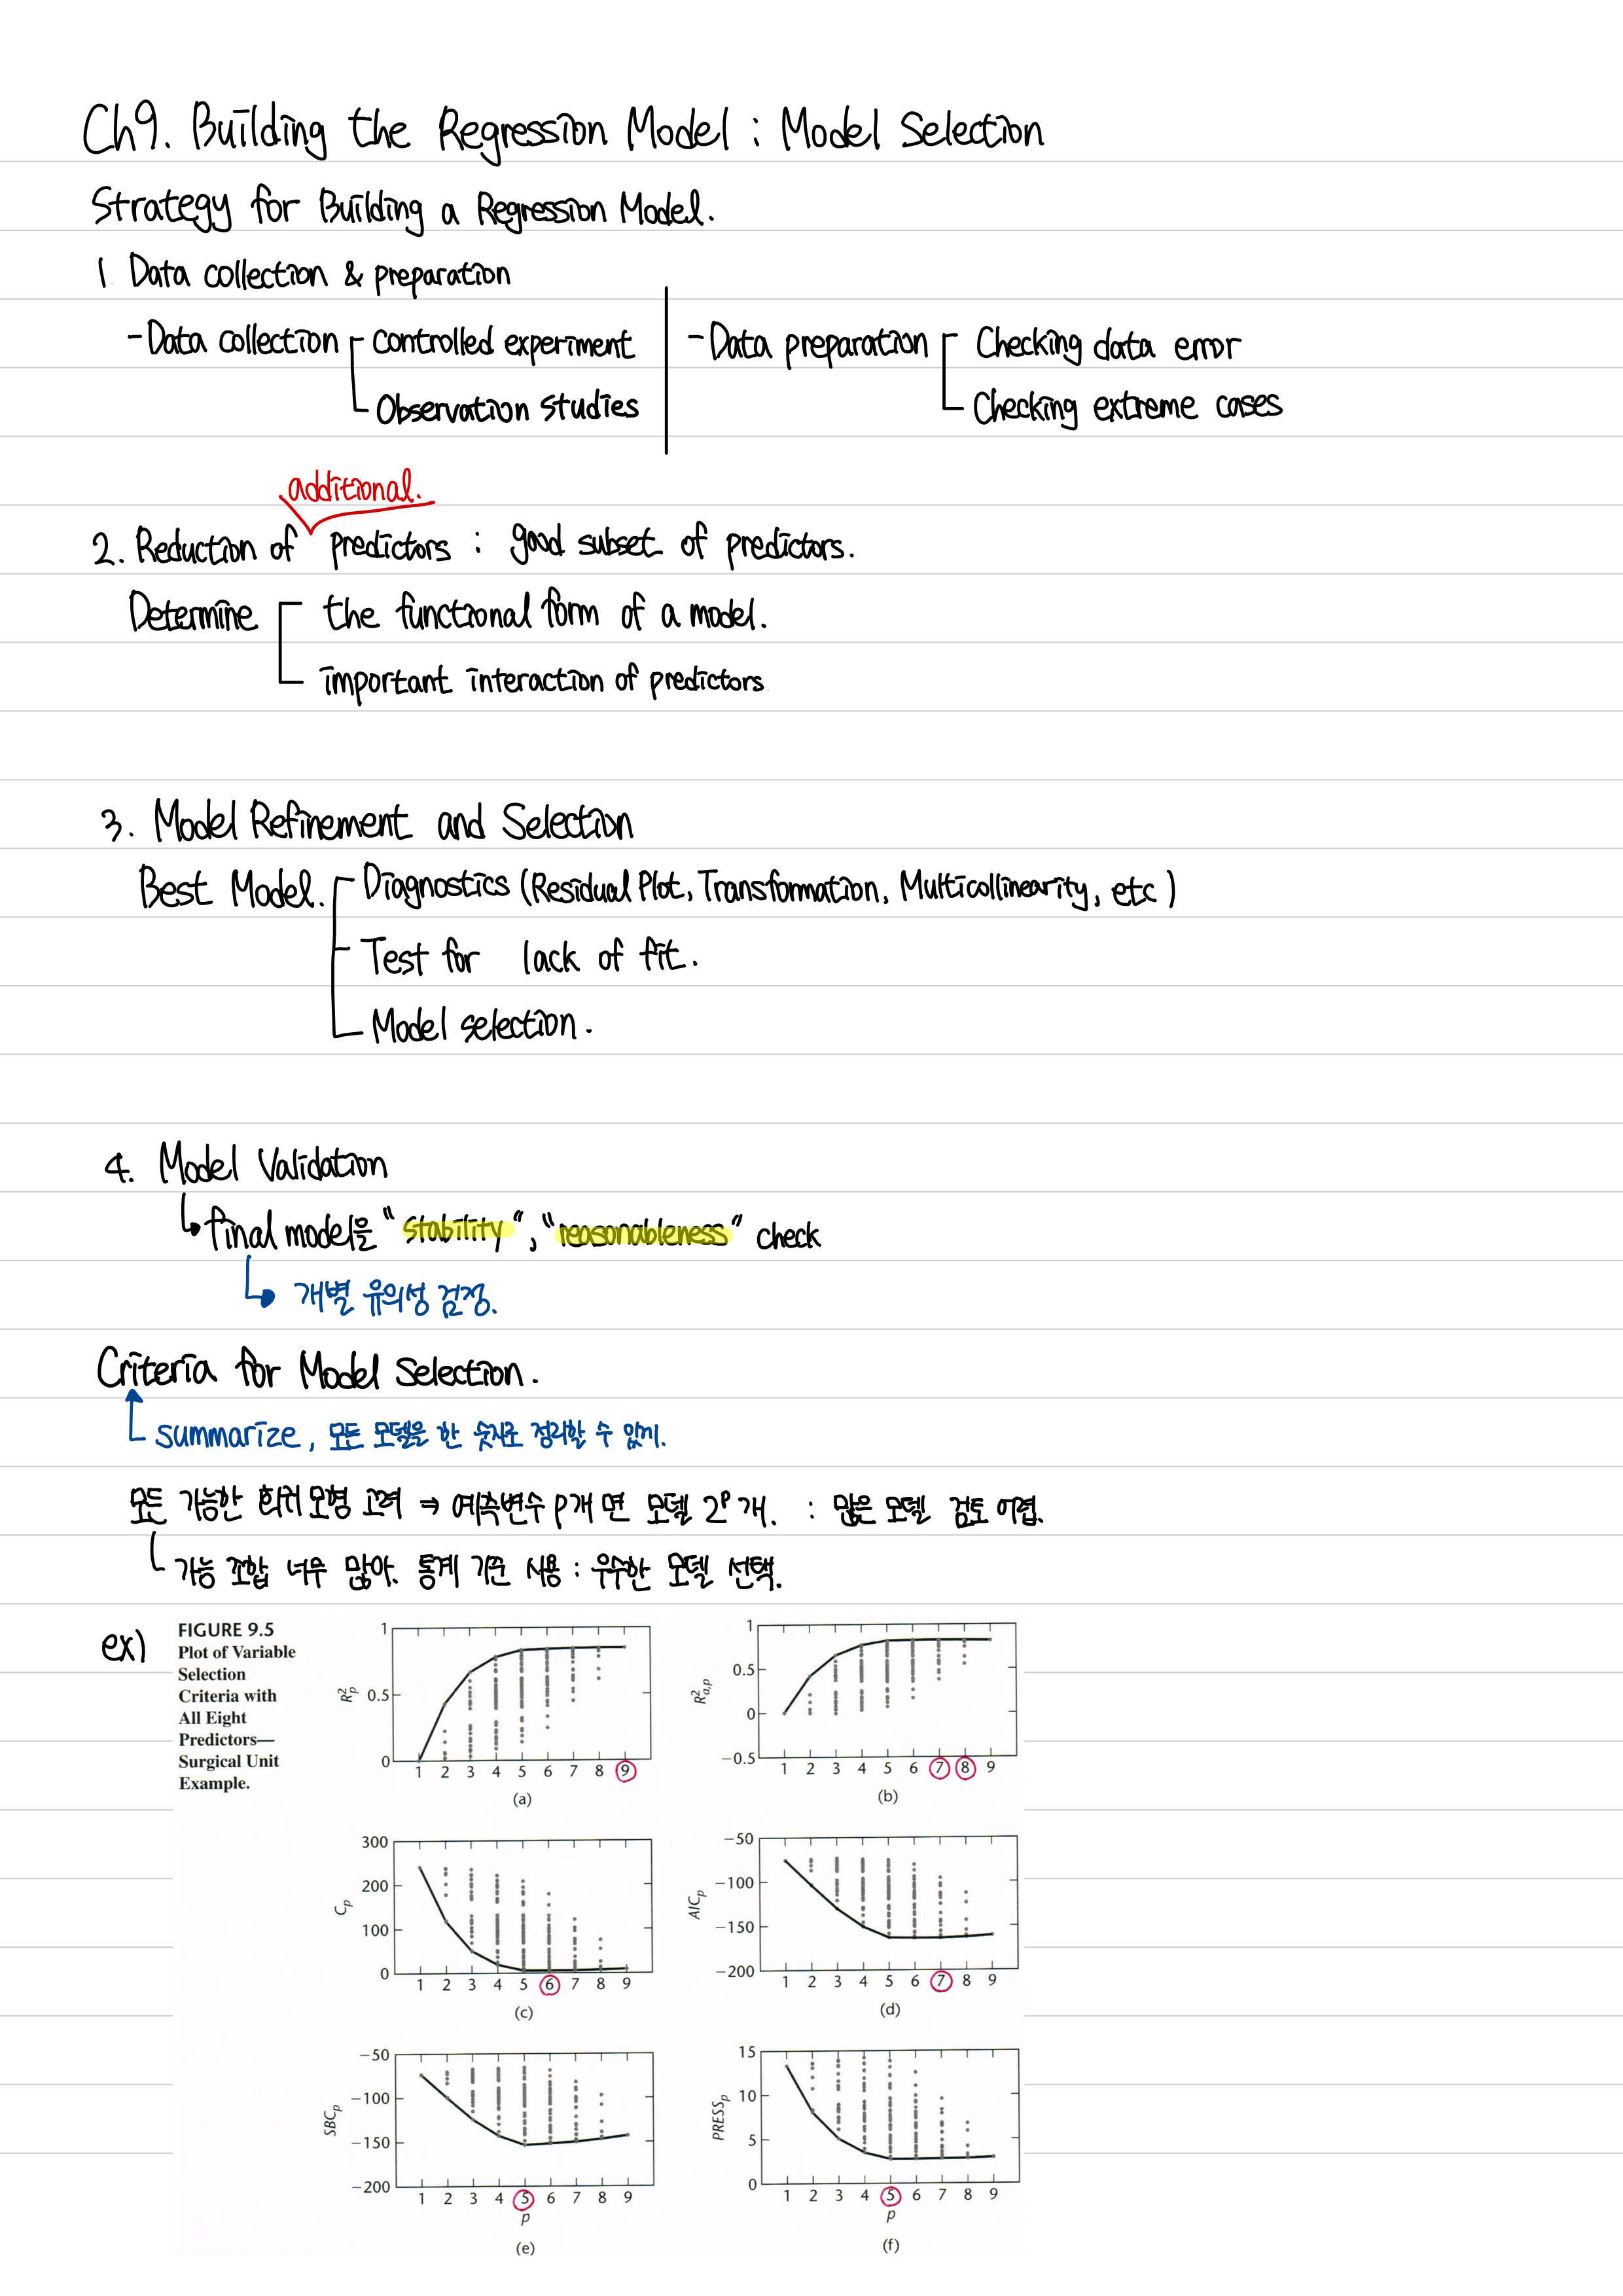 Ch9. Building the Regression Model : Model Selection
Strategy for Building a Regression Model.
1. Data collection & preparation
- Data collection controlled experiment
Observation studies
- Data preparation Checking data error
Checking extreme cases
additional.
2. Reduction of predictors : good subset of predictors.
Determine the functional form of a model.
important interaction of predictors
3. Model Refinement and Selection
Best Model. Diagnostics (Residual Plot, Transformation, Multicollinearity, etc)
Test for lack of fit.
Model selection.
4. Model Validation
final model을 "stability", "reasonableness" check
개별 유의성 검정.
Criteria for Model Selection.
summarize, 모든 모델을 한 숫자로 정리할 수 있게.
모든 가능한 회귀 모형 고려 ⇒ 예측변수 p개 면 모델 2^p 개. : 많은 모델 검토 어렵.
가능 조합 너무 많아. 통계 기준 사용 : 우수한 모델 선택.
ex)
FIGURE 9.5
Plot of Variable
Selection
Criteria with
All Eight
Predictors—
Surgical Unit
Example.
R²p
1
0.5
0
1 2 3 4 5 6 7 8 9
(a)
R²a,p
1
0.5
0
−0.5
1 2 3 4 5 6 7 8 9
(b)
Cp
300
200
100
0
1 2 3 4 5 6 7 8 9
(c)
AICp
−50
−100
−150
−200
1 2 3 4 5 6 7 8 9
(d)
SBCp
−50
−100
−150
−200
1 2 3 4 5 6 7 8 9
p
(e)
PRESSp
15
10
5
0
1 2 3 4 5 6 7 8 9
p
(f)